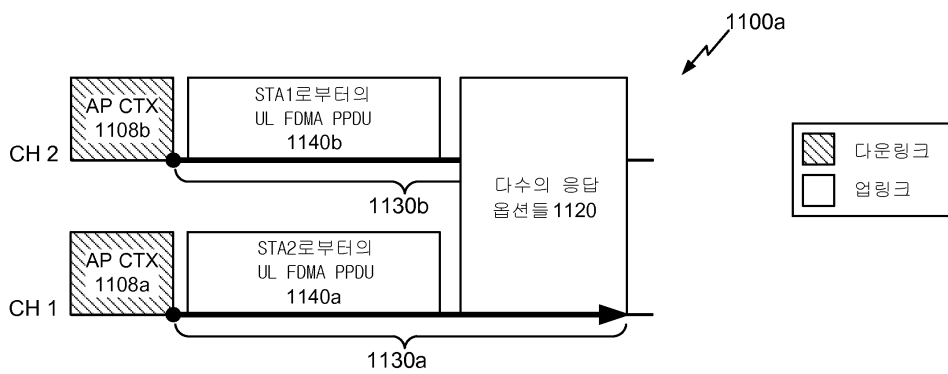 1100a
AP CTX
1108b
STA1로부터의
UL FDMA PPDU
1140b
CH 2
다운링크
업링크
1130b
다수의 응답
옵션들 1120
AP CTX
1108a
STA2로부터의
UL FDMA PPDU
1140a
CH 1
1130a